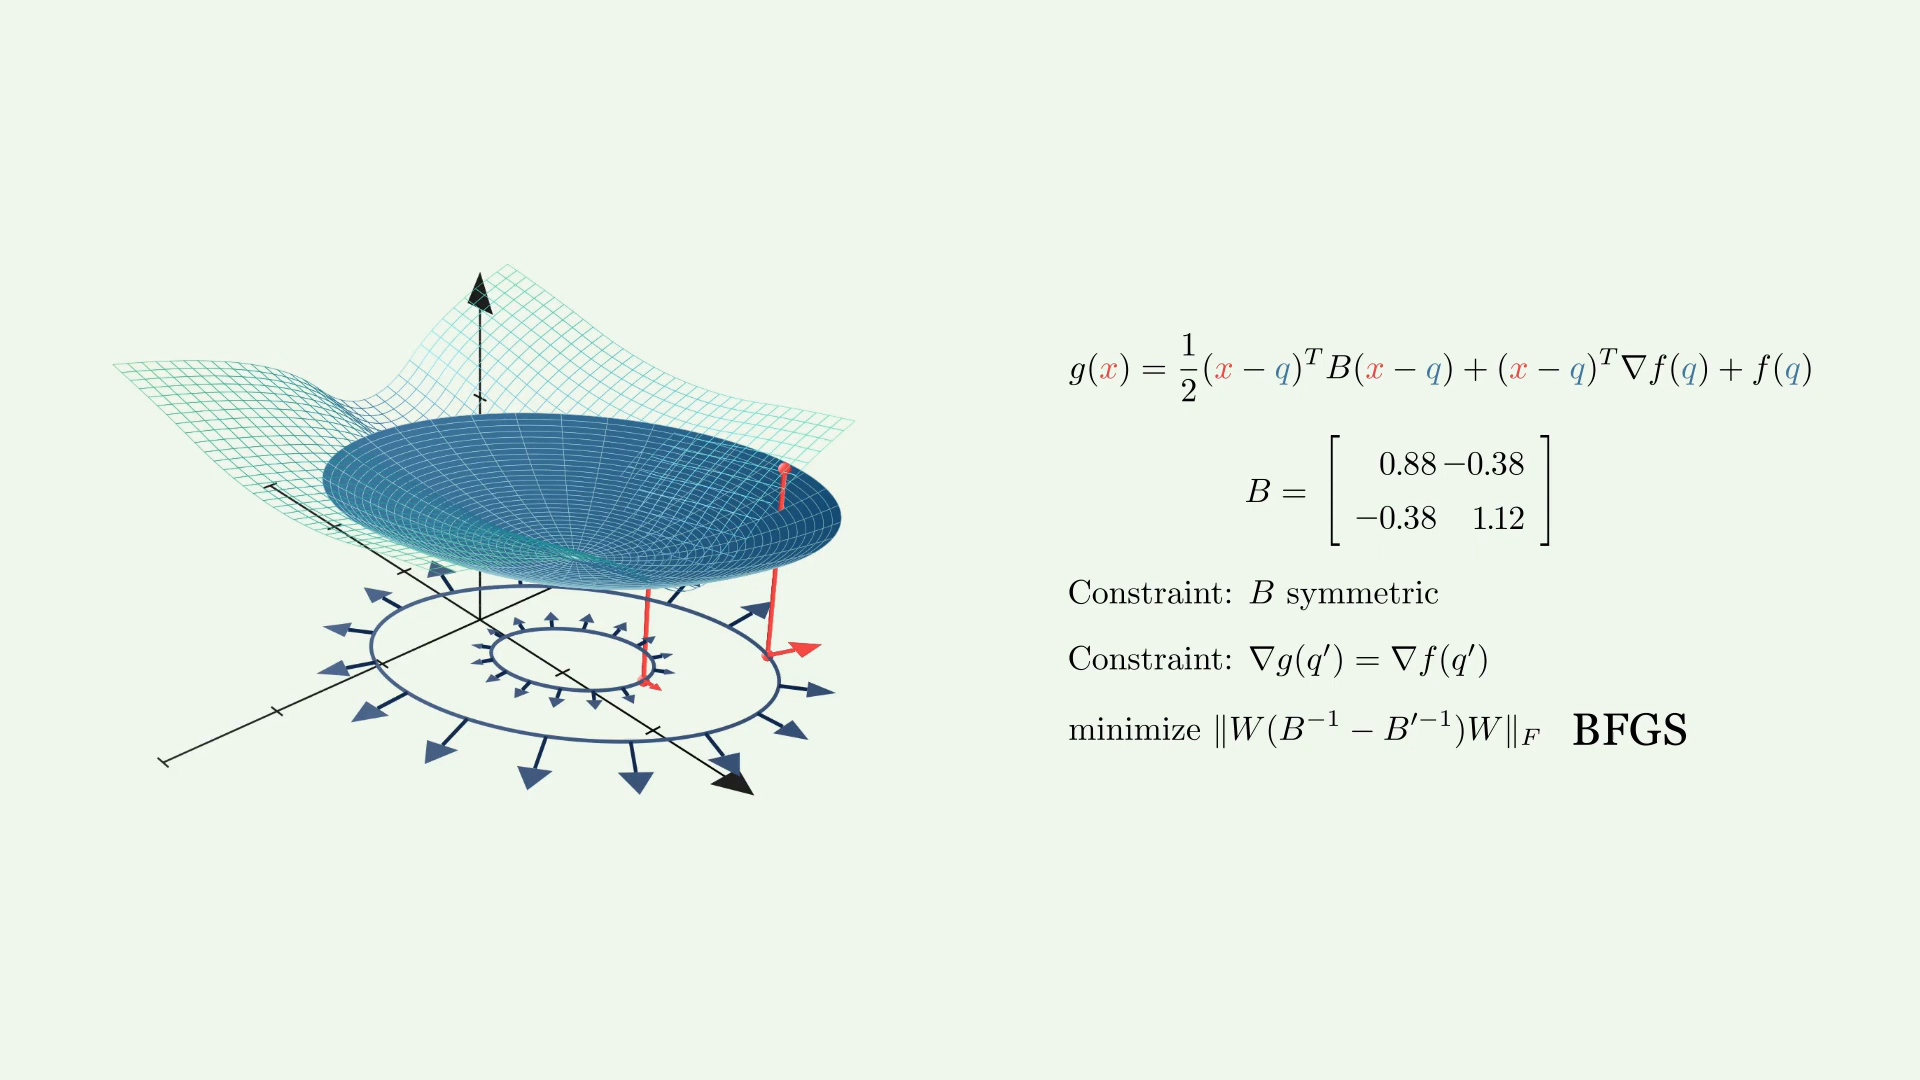 g(x) = 1/2 (x − q)^T B(x − q) + (x − q)^T ∇f(q) + f(q)
B = [ 0.88 −0.38
−0.38 1.12 ]
Constraint: B symmetric
Constraint: ∇g(q′) = ∇f(q′)
minimize ‖W(B^−1 − B′^−1)W‖_F BFGS